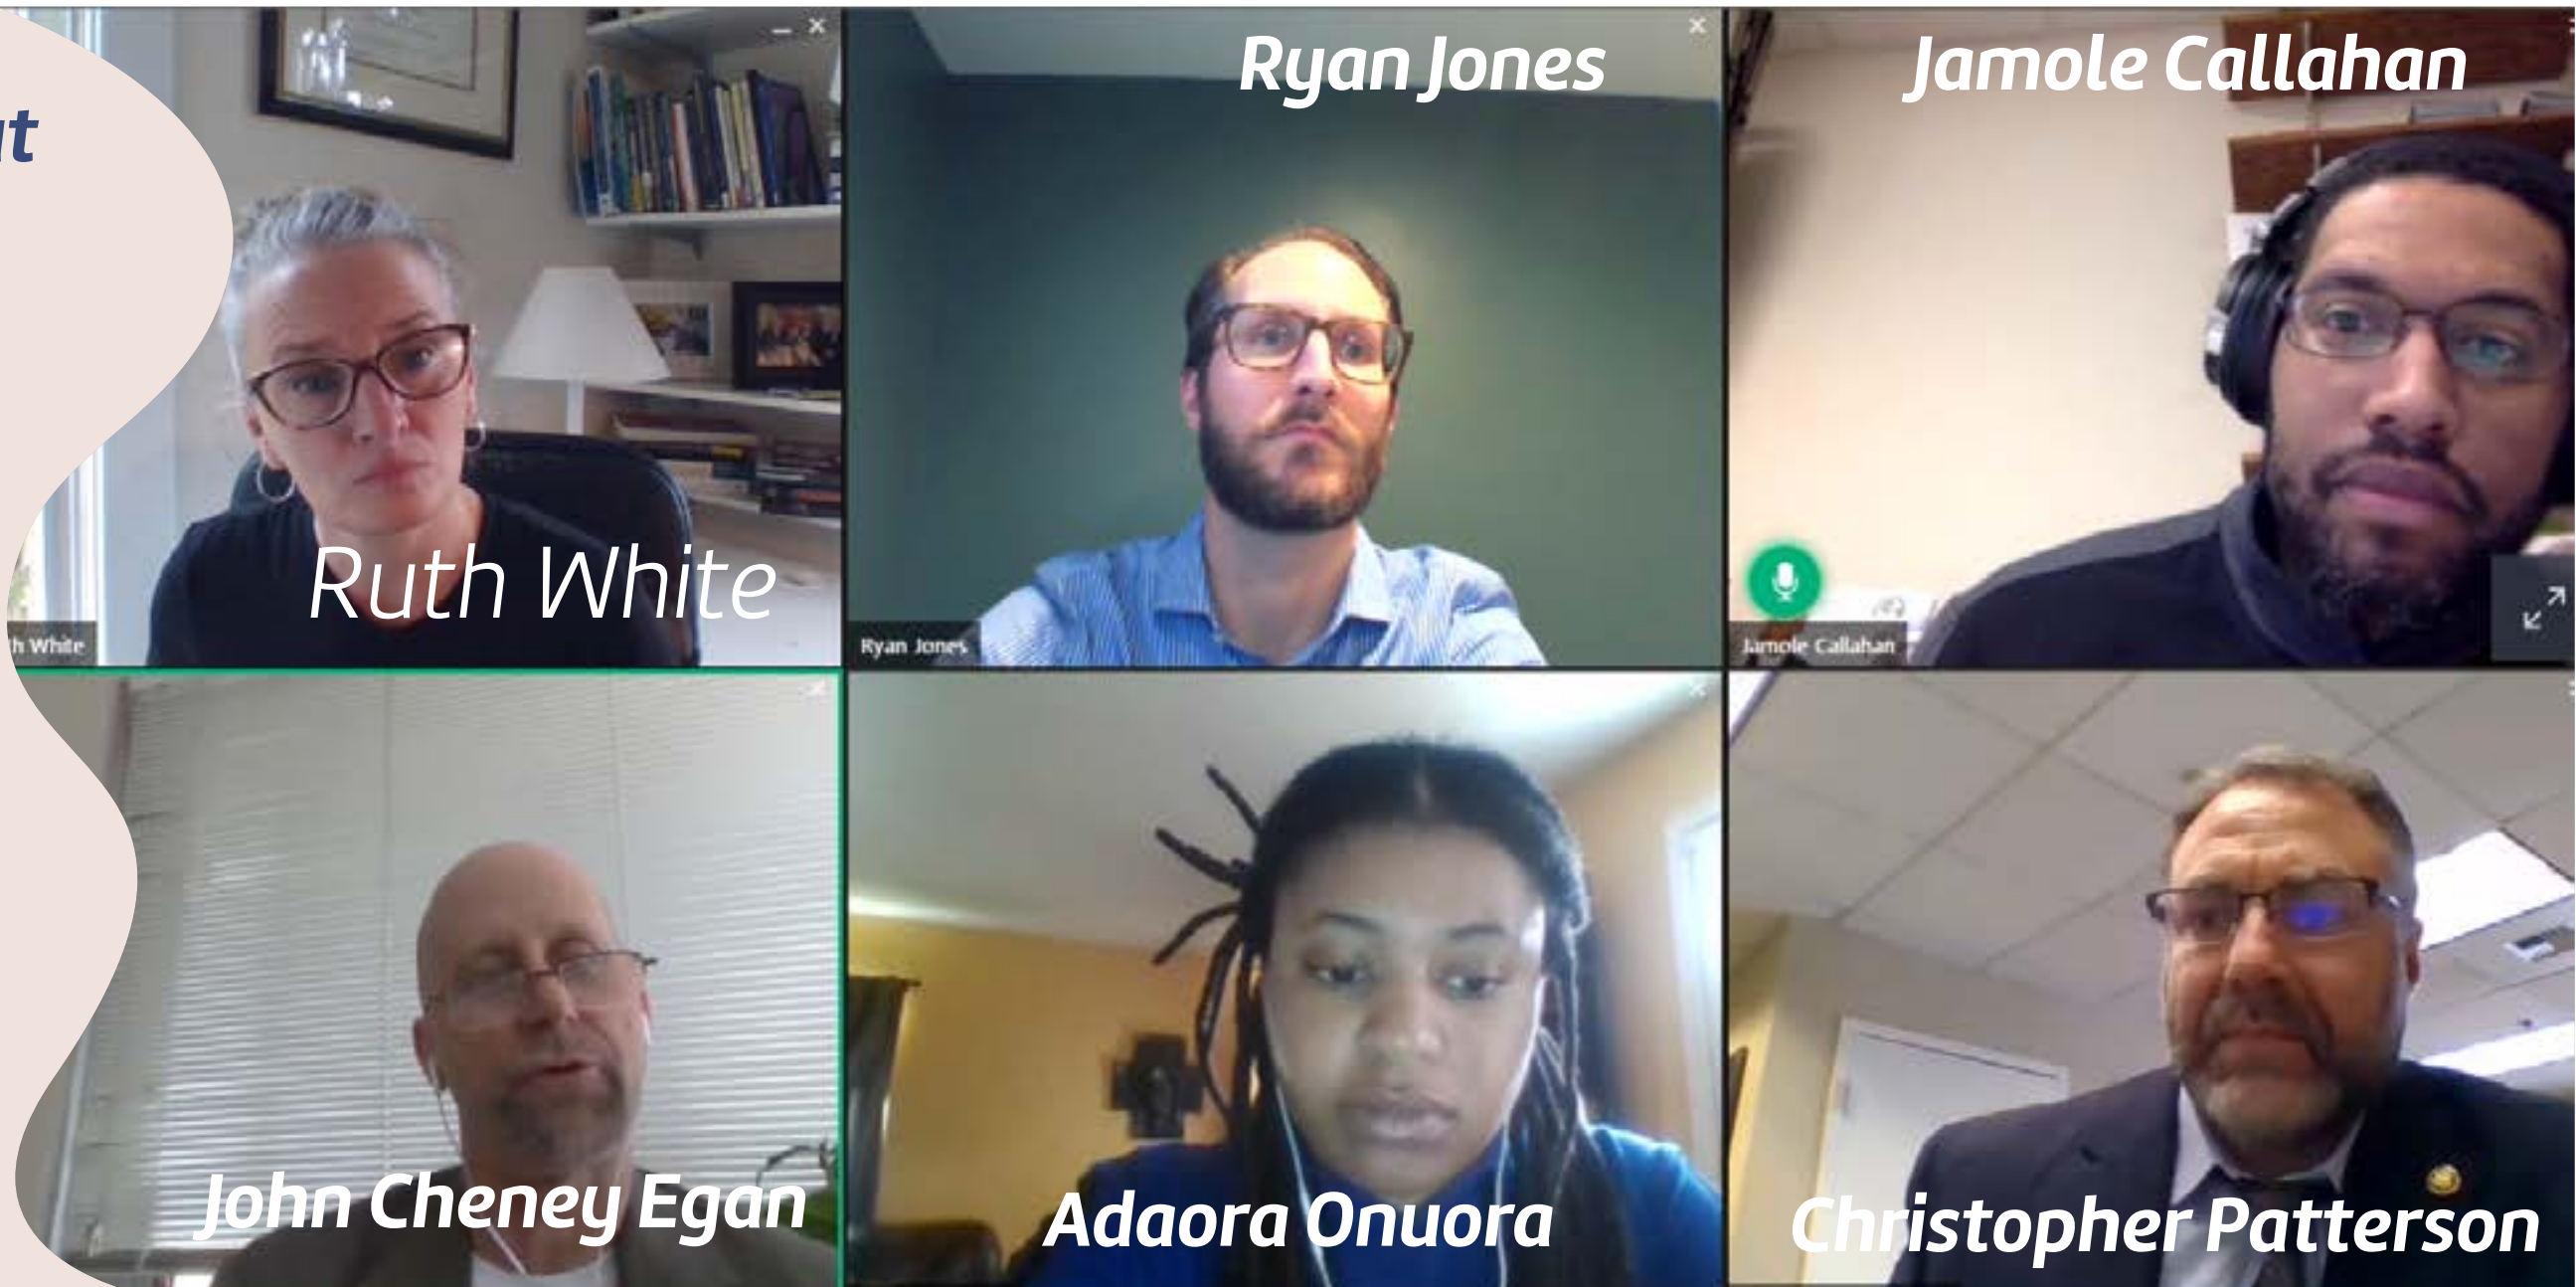 Ryan Jones
Jamole Callahan
Ruth White
h White
Ryan Jones
Jamole Callahan
John Cheney Egan
Adaora Onuora
Christopher Patterson